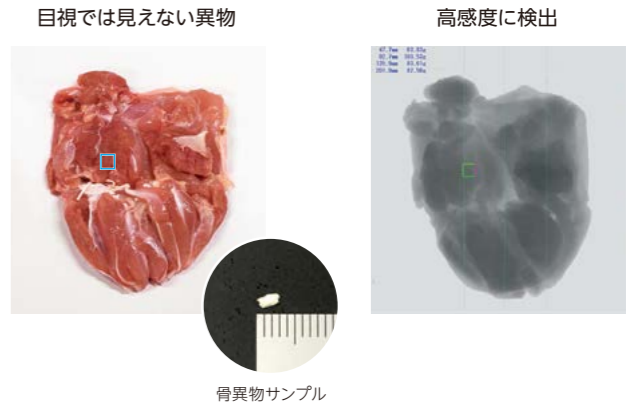 目視では見えない異物
高感度に検出
骨異物サンプル